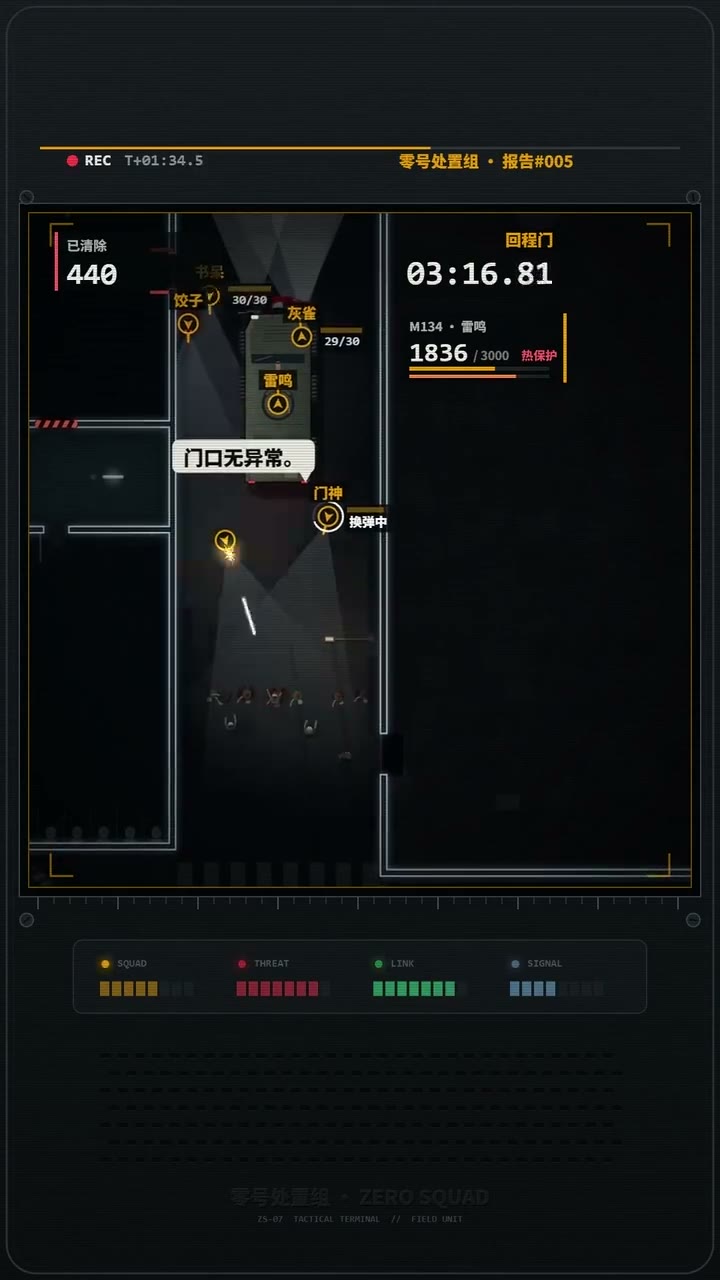 REC T+01:34.5
零号处置组 • 报告#005
已清除
440
回程门
03:16.81
书呆
30/30
饺子
灰雀
29/30
M134 · 雷鸣
1836 / 3000 热保护
雷鸣
门口无异常。
门神
换弹中
SQUAD
THREAT
LINK
SIGNAL
零号处置组 • ZERO SQUAD
ZS-07 TACTICAL TERMINAL // FIELD UNIT